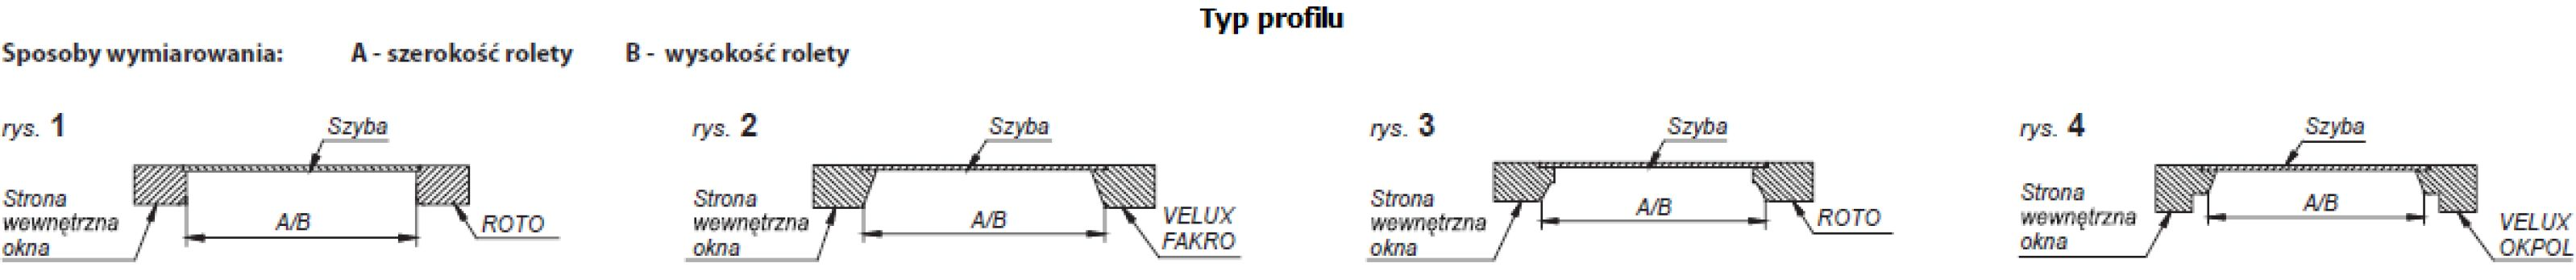 Typ profilu
Sposoby wymiarowania: A - szerokość rolety B - wysokość rolety
rys. 1
Szyba
Strona
wewnętrzna
okna
A/B
ROTO
rys. 2
Szyba
Strona
wewnętrzna
okna
A/B
VELUX
FAKRO
rys. 3
Szyba
Strona
wewnętrzna
okna
A/B
ROTO
rys. 4
Szyba
Strona
wewnętrzna
okna
A/B
VELUX
OKPOL